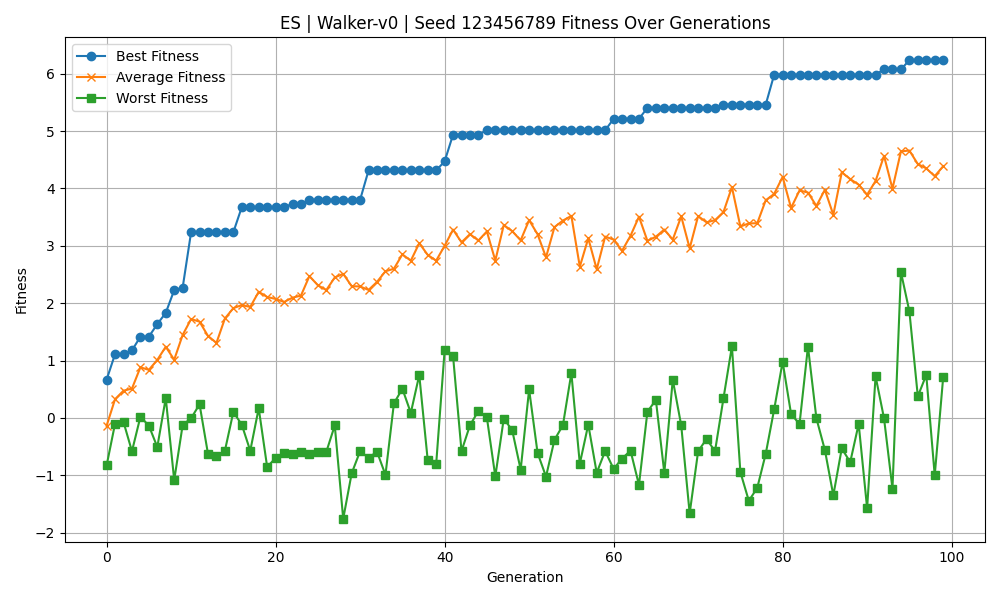 ES | Walker-v0 | Seed 123456789 Fitness Over Generations
Best Fitness
Average Fitness
Worst Fitness
6
5
4
3
2
1
0
−1
−2
Fitness
0 20 40 60 80 100
Generation